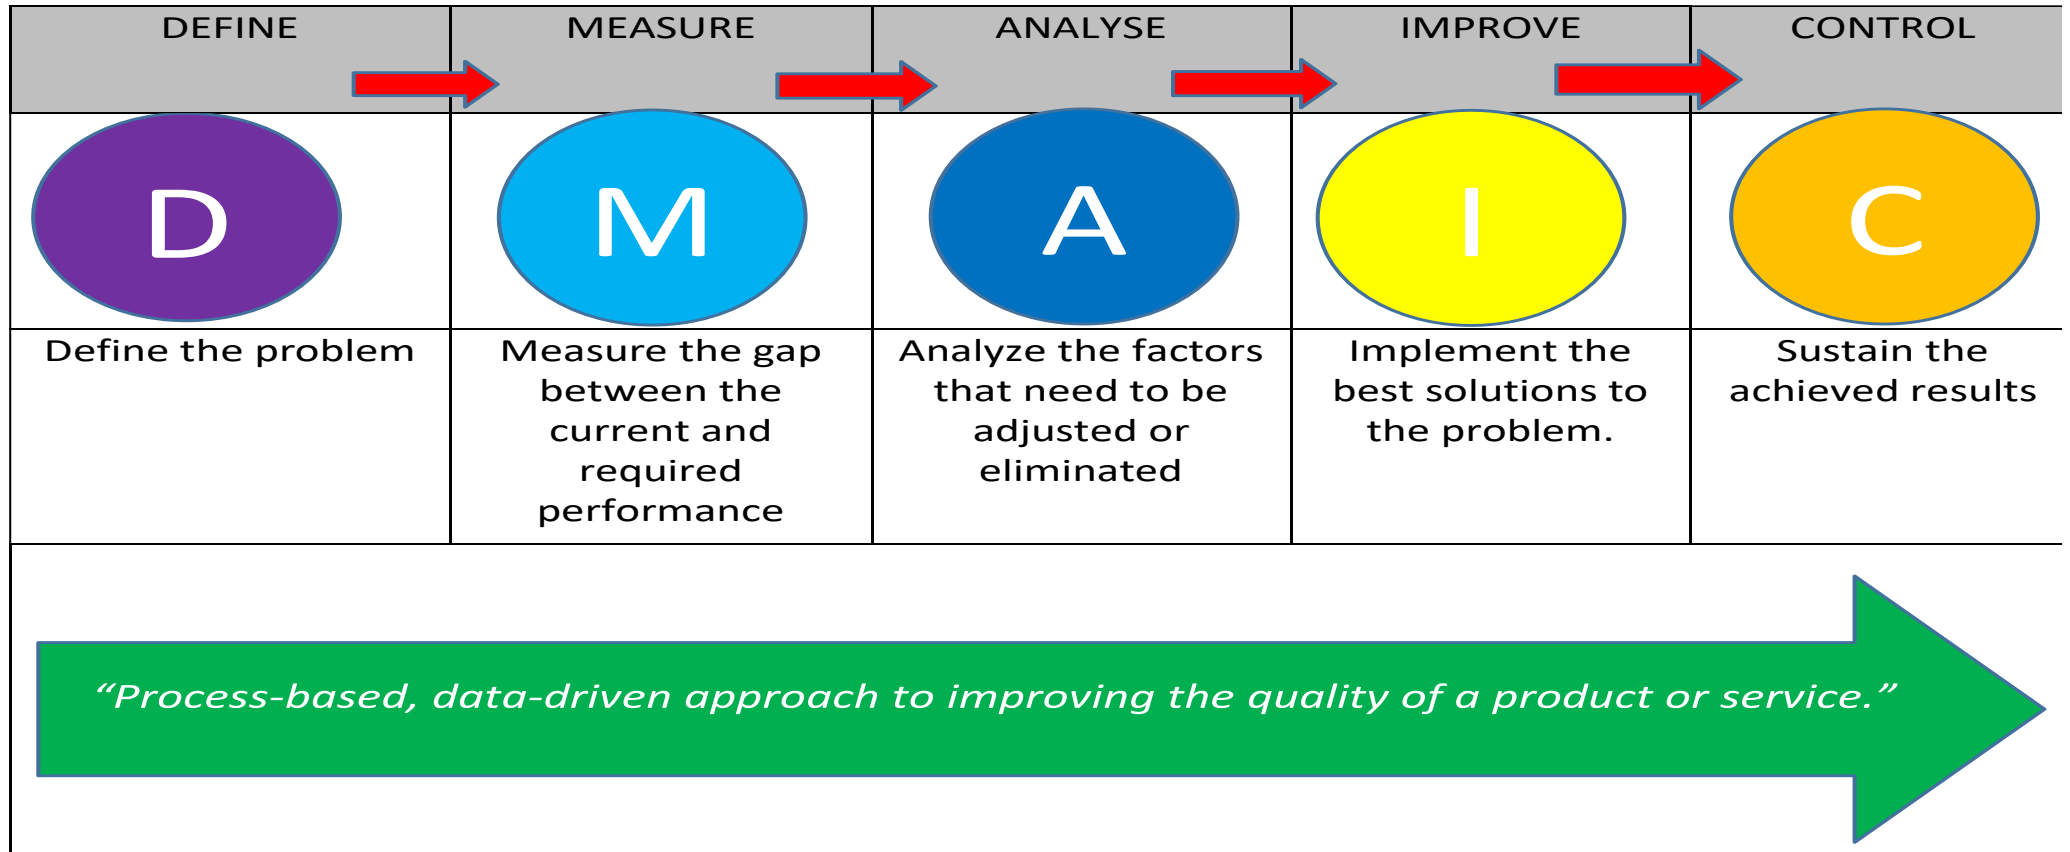 DEFINE
MEASURE
ANALYSE
IMPROVE
CONTROL
D
M
A
I
C
Define the problem
Measure the gap
between the
current and
required
performance
Analyze the factors
that need to be
adjusted or
eliminated
Implement the
best solutions to
the problem.
Sustain the
achieved results
“Process-based, data-driven approach to improving the quality of a product or service.”